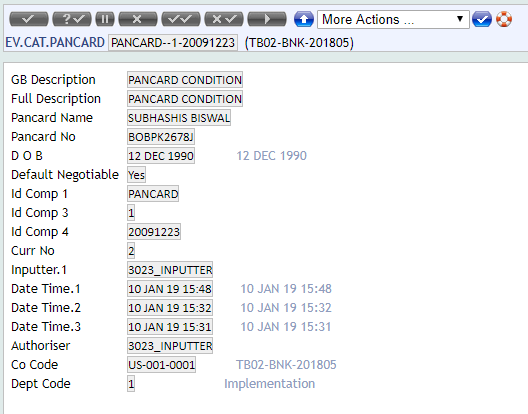 More Actions ...
EV.CAT.PANCARD PANCARD--1-20091223 (TB02-BNK-201805)
GB Description PANCARD CONDITION
Full Description PANCARD CONDITION
Pancard Name SUBHASHIS BISWAL
Pancard No BOBPK2678J
D O B 12 DEC 1990 12 DEC 1990
Default Negotiable Yes
Id Comp 1 PANCARD
Id Comp 3 1
Id Comp 4 20091223
Curr No 2
Inputter.1 3023_INPUTTER
Date Time.1 10 JAN 19 15:48 10 JAN 19 15:48
Date Time.2 10 JAN 19 15:32 10 JAN 19 15:32
Date Time.3 10 JAN 19 15:31 10 JAN 19 15:31
Authoriser 3023_INPUTTER
Co Code US-001-0001 TB02-BNK-201805
Dept Code 1 Implementation